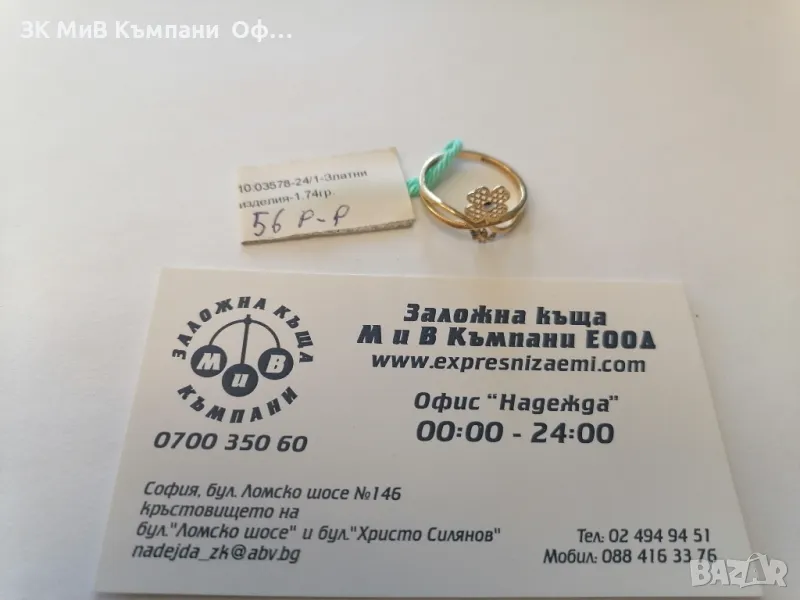 ЗК МиВ Къмпани Оф...
10.03578-24/1-Златни
изделия-1.74гр.
56 р-р
ЗАЛОЖНА КЪЩА
М И В
КЪМПАНИ
0700 350 60
Заложна къща
М и В Къмпани ЕООД
www.expresnizaemi.com
Офис "Надежда"
00:00 - 24:00
София, бул. Ломско шосе №146
кръстовището на
бул."Ломско шосе" и бул."Христо Силянов"
nadejda_zk@abv.bg
Тел: 02 494 94 51
Мобил: 088 416 33 76
BAZAR